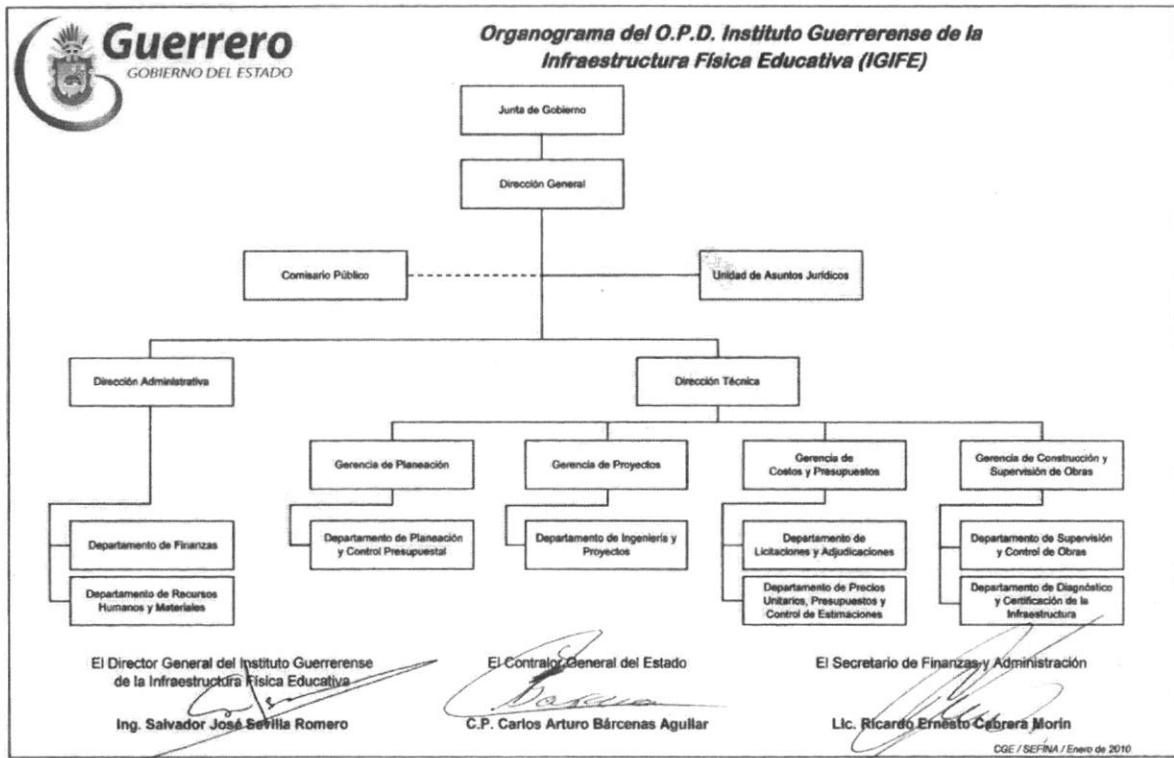 Guerrero
GOBIERNO DEL ESTADO
Organograma del O.P.D. Instituto Guerrerense de la
Infraestructura Física Educativa (IGIFE)
Junta de Gobierno
Dirección General
Comisario Público
Unidad de Asuntos Jurídicos
Dirección Administrativa
Dirección Técnica
Gerencia de Planeación
Gerencia de Proyectos
Gerencia de
Costos y Presupuestos
Gerencia de Construcción y
Supervisión de Obras
Departamento de Finanzas
Departamento de Planeación
y Control Presupuestal
Departamento de Ingeniería y
Proyectos
Departamento de
Licitaciones y Adjudicaciones
Departamento de Supervisión
y Control de Obras
Departamento de Recursos
Humanos y Materiales
Departamento de Precios
Unitarios, Presupuestos y
Control de Estimaciones
Departamento de Diagnóstico
y Certificación de la
Infraestructura
El Director General del Instituto Guerrerense
de la Infraestructura Física Educativa
Ing. Salvador José Sevilla Romero
El Contralor General del Estado
C.P. Carlos Arturo Bárcenas Aguilar
El Secretario de Finanzas y Administración
Lic. Ricardo Ernesto Cabrera Morín
CGE / SEFINA / Enero de 2010